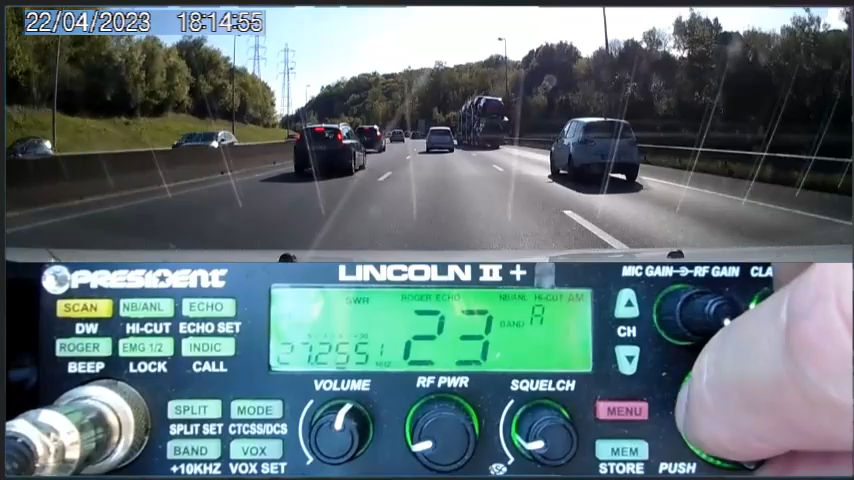 22/04/2023 18:14:55
PRESIDENT LINCOLN II + MIC GAIN RF GAIN CLA
SCAN NB/ANL ECHO
DW HI-CUT ECHO SET
ROGER EMG 1/2 INDIC
BEEP LOCK CALL
SWR ROGER ECHO NB/ANL HI-CUT AM
23 BAND A
27.2551
CH
VOLUME RF PWR SQUELCH
SPLIT MODE
SPLIT SET CTCSS/DCS
BAND VOX
+10KHZ VOX SET
MENU
MEM
STORE PUSH